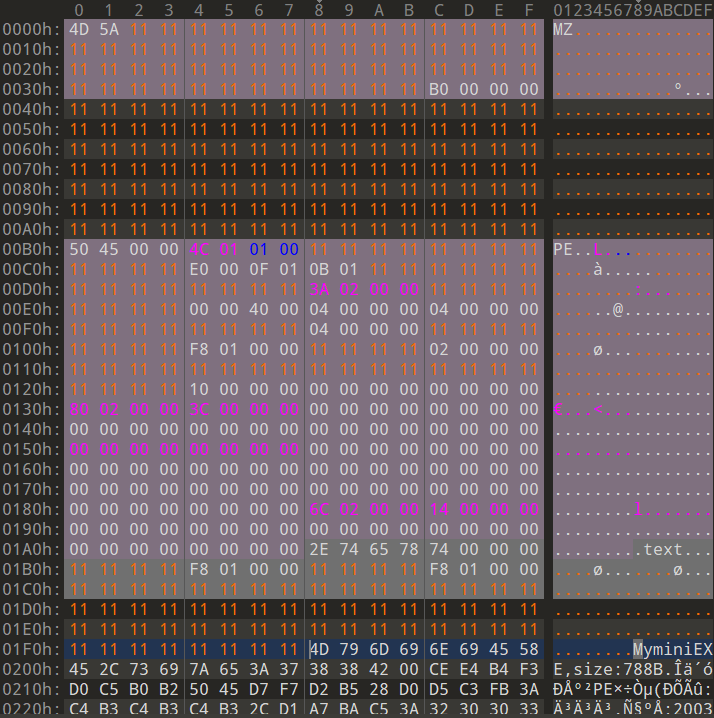 0 1 2 3 4 5 6 7 8 9 A B C D E F 0123456789ABCDEF
0000h: 4D 5A 11 11 11 11 11 11 11 11 11 11 11 11 11 11 MZ..............
0010h: 11 11 11 11 11 11 11 11 11 11 11 11 11 11 11 11 ................
0020h: 11 11 11 11 11 11 11 11 11 11 11 11 11 11 11 11 ................
0030h: 11 11 11 11 11 11 11 11 11 11 11 11 B0 00 00 00 ............°...
0040h: 11 11 11 11 11 11 11 11 11 11 11 11 11 11 11 11 ................
0050h: 11 11 11 11 11 11 11 11 11 11 11 11 11 11 11 11 ................
0060h: 11 11 11 11 11 11 11 11 11 11 11 11 11 11 11 11 ................
0070h: 11 11 11 11 11 11 11 11 11 11 11 11 11 11 11 11 ................
0080h: 11 11 11 11 11 11 11 11 11 11 11 11 11 11 11 11 ................
0090h: 11 11 11 11 11 11 11 11 11 11 11 11 11 11 11 11 ................
00A0h: 11 11 11 11 11 11 11 11 11 11 11 11 11 11 11 11 ................
00B0h: 50 45 00 00 4C 01 01 00 11 11 11 11 11 11 11 11 PE..L...........
00C0h: 11 11 11 11 E0 00 0F 01 0B 01 11 11 11 11 11 11 ....à...........
00D0h: 11 11 11 11 11 11 11 11 3A 02 00 00 11 11 11 11 ........:.......
00E0h: 11 11 11 11 00 00 40 00 04 00 00 00 04 00 00 00 ......@.........
00F0h: 11 11 11 11 11 11 11 11 04 00 00 00 11 11 11 11 ................
0100h: 11 11 11 11 F8 01 00 00 11 11 11 11 02 00 00 00 ....ø...........
0110h: 11 11 11 11 11 11 11 11 11 11 11 11 11 11 11 11 ................
0120h: 11 11 11 11 10 00 00 00 00 00 00 00 00 00 00 00 ................
0130h: 80 02 00 00 3C 00 00 00 00 00 00 00 00 00 00 00 €...<...........
0140h: 00 00 00 00 00 00 00 00 00 00 00 00 00 00 00 00 ................
0150h: 00 00 00 00 00 00 00 00 00 00 00 00 00 00 00 00 ................
0160h: 00 00 00 00 00 00 00 00 00 00 00 00 00 00 00 00 ................
0170h: 00 00 00 00 00 00 00 00 00 00 00 00 00 00 00 00 ................
0180h: 00 00 00 00 00 00 00 00 6C 02 00 00 14 00 00 00 ........l.......
0190h: 00 00 00 00 00 00 00 00 00 00 00 00 00 00 00 00 ................
01A0h: 00 00 00 00 00 00 00 00 2E 74 65 78 74 00 00 00 .........text...
01B0h: 11 11 11 11 F8 01 00 00 11 11 11 11 F8 01 00 00 ....ø.......ø...
01C0h: 11 11 11 11 11 11 11 11 11 11 11 11 11 11 11 11 ................
01D0h: 11 11 11 11 11 11 11 11 11 11 11 11 11 11 11 11 ................
01E0h: 11 11 11 11 11 11 11 11 11 11 11 11 11 11 11 11 ................
01F0h: 11 11 11 11 11 11 11 11 4D 79 6D 69 6E 69 45 58 ........MyminiEX
0200h: 45 2C 73 69 7A 65 3A 37 38 38 42 00 CE E4 B4 F3 E,size:788B.Îä´ó
0210h: D0 C5 B0 B2 50 45 D7 F7 D2 B5 28 D0 D5 C3 FB 3A ÐÅ°²PE×÷Òµ(ÐÕÃû:
0220h: C4 B3 C4 B3 C4 B3 2C D1 A7 BA C5 3A 32 30 30 33 Ä³Ä³Ä³,Ñ§ºÅ:2003